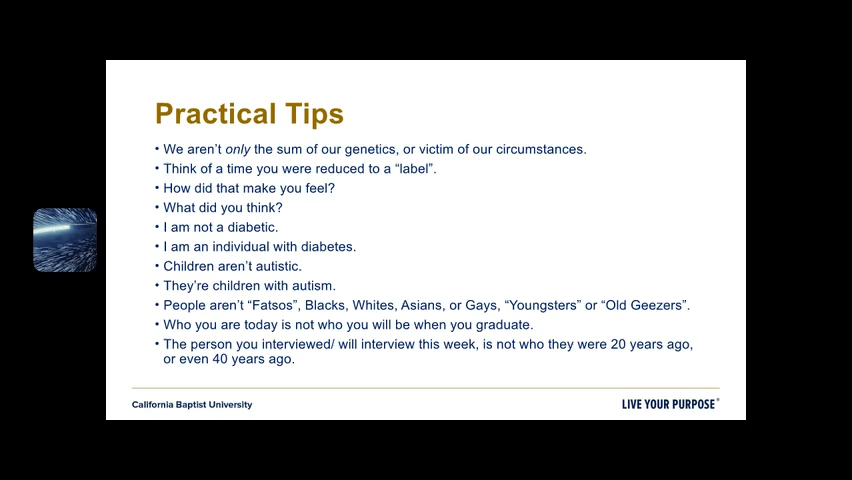 Practical Tips
• We aren't only the sum of our genetics, or victim of our circumstances.
• Think of a time you were reduced to a “label”.
• How did that make you feel?
• What did you think?
• I am not a diabetic.
• I am an individual with diabetes.
• Children aren't autistic.
• They're children with autism.
• People aren't “Fatsos”, Blacks, Whites, Asians, or Gays, “Youngsters” or “Old Geezers”.
• Who you are today is not who you will be when you graduate.
• The person you interviewed/ will interview this week, is not who they were 20 years ago,
or even 40 years ago.
California Baptist University
LIVE YOUR PURPOSE®